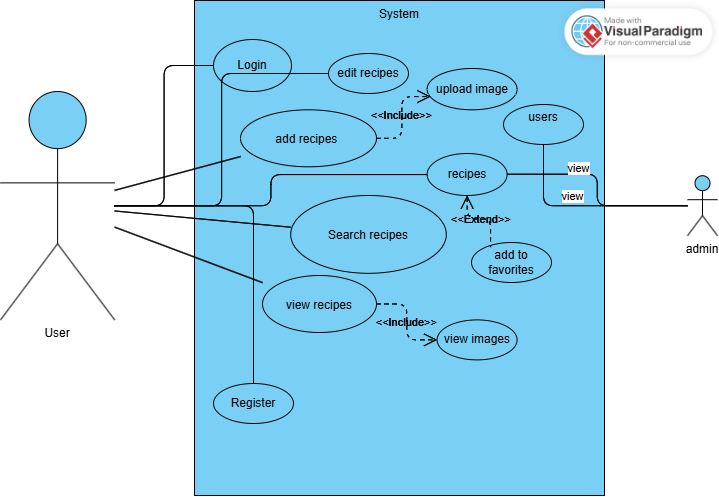 System
Made with
Visual Paradigm
For non-commercial use
Login
edit recipes
upload image
<<Include>>
users
add recipes
recipes
view
view
<<Extend>>
Search recipes
admin
add to
favorites
view recipes
<<Include>>
User
view images
Register